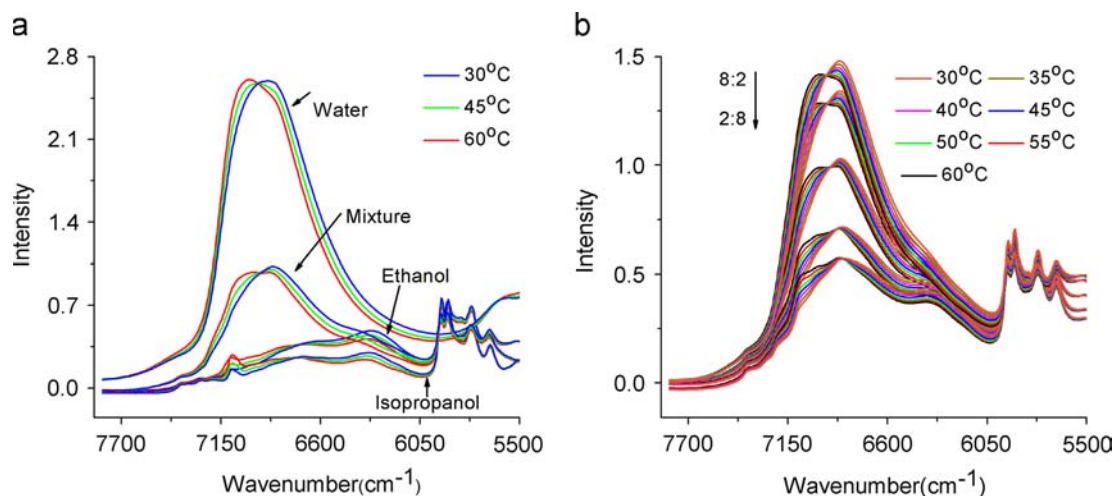 a
2.8
2.1
1.4
0.7
0.0
Intensity
30°C
45°C
60°C
Water
Mixture
Ethanol
Isopropanol
7700 7150 6600 6050 5500
Wavenumber(cm⁻¹)
b
1.5
1.0
0.5
0.0
Intensity
8:2
2:8
30°C 35°C
40°C 45°C
50°C 55°C
60°C
7700 7150 6600 6050 5500
Wavenumber(cm⁻¹)